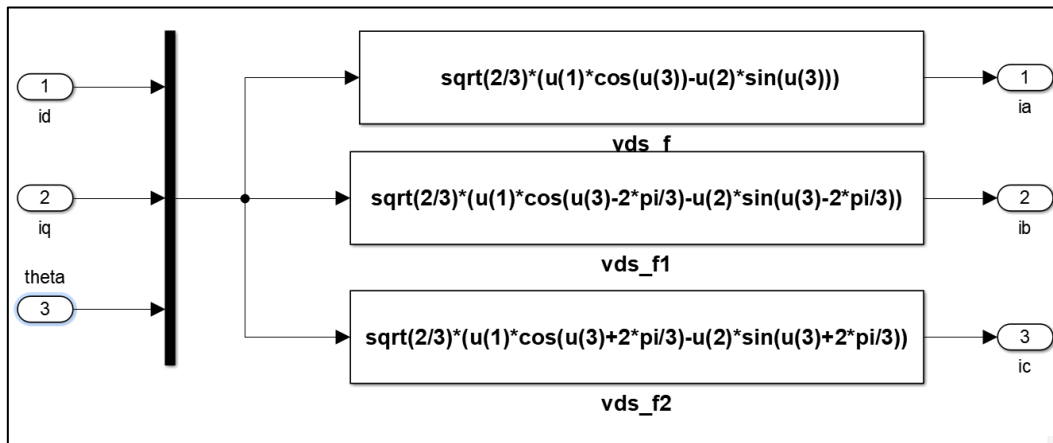 1
id
2
iq
theta
3
sqrt(2/3)*(u(1)*cos(u(3))-u(2)*sin(u(3)))
vds_f
sqrt(2/3)*(u(1)*cos(u(3)-2*pi/3)-u(2)*sin(u(3)-2*pi/3))
vds_f1
sqrt(2/3)*(u(1)*cos(u(3)+2*pi/3)-u(2)*sin(u(3)+2*pi/3))
vds_f2
1
ia
2
ib
3
ic